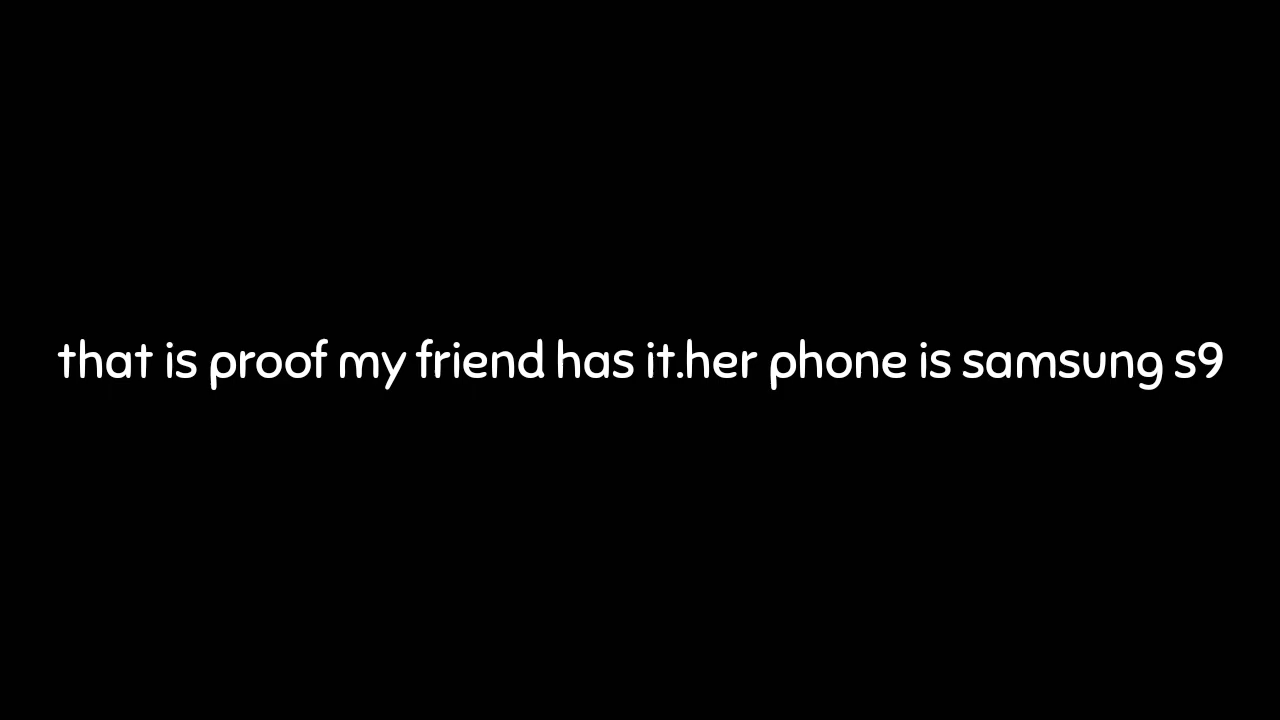 that is proof my friend has it.her phone is samsung s9